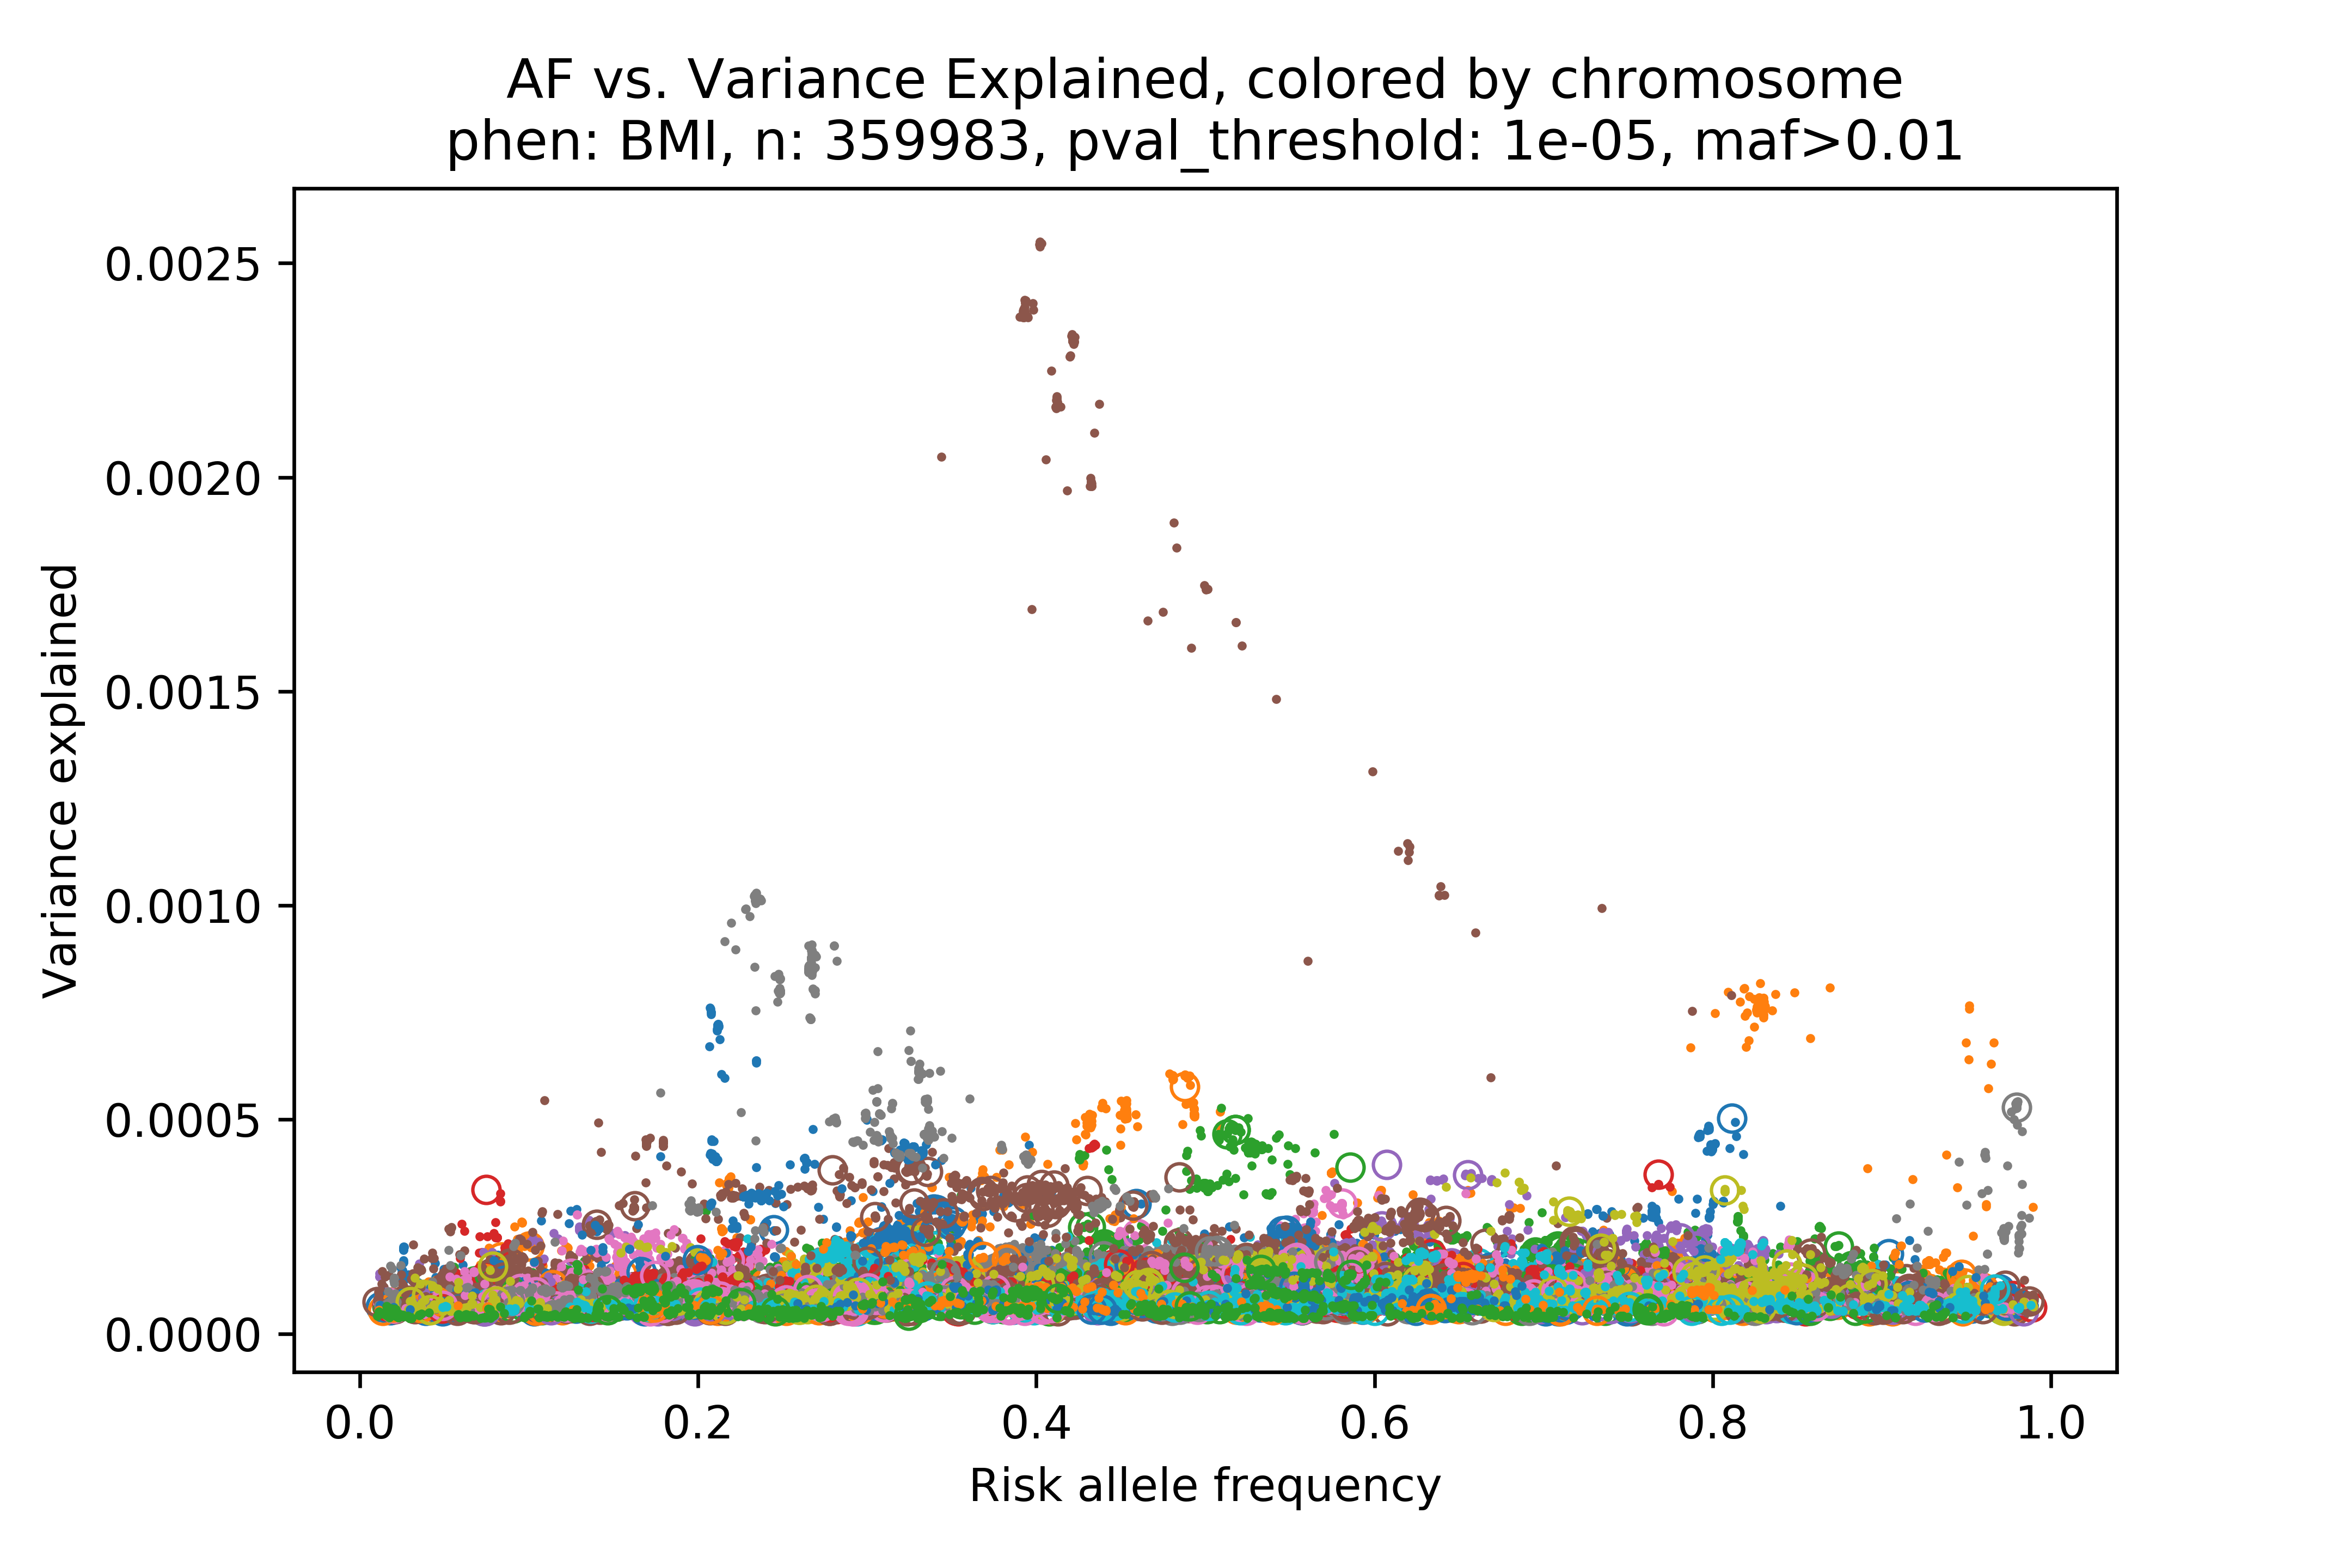 AF vs. Variance Explained, colored by chromosome
phen: BMI, n: 359983, pval_threshold: 1e-05, maf>0.01
Variance explained
0.0025
0.0020
0.0015
0.0010
0.0005
0.0000
0.0 0.2 0.4 0.6 0.8 1.0
Risk allele frequency